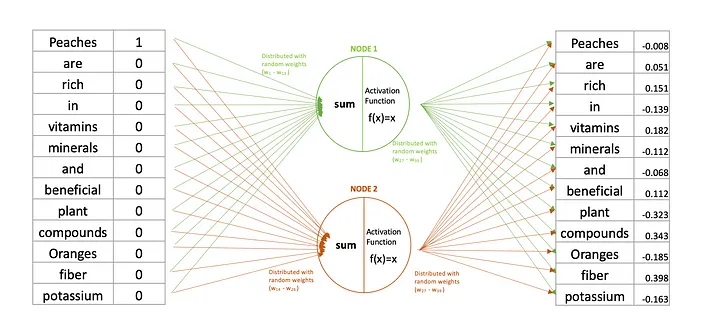 Peaches 1
are 0
rich 0
in 0
vitamins 0
minerals 0
and 0
beneficial 0
plant 0
compounds 0
Oranges 0
fiber 0
potassium 0
Distributed with
random weights
(w₁ - w₁₃)
NODE 1
sum
Activation
Function
f(x)=x
Distributed with
random weights
Distributed with
random weights
(w₁₄ - w₂₆)
NODE 2
sum
Activation
Function
f(x)=x
Distributed with
random weights
Peaches -0.008
are 0.051
rich 0.151
in -0.139
vitamins 0.182
minerals -0.112
and -0.068
beneficial 0.112
plant -0.323
compounds 0.343
Oranges -0.185
fiber 0.398
potassium -0.163